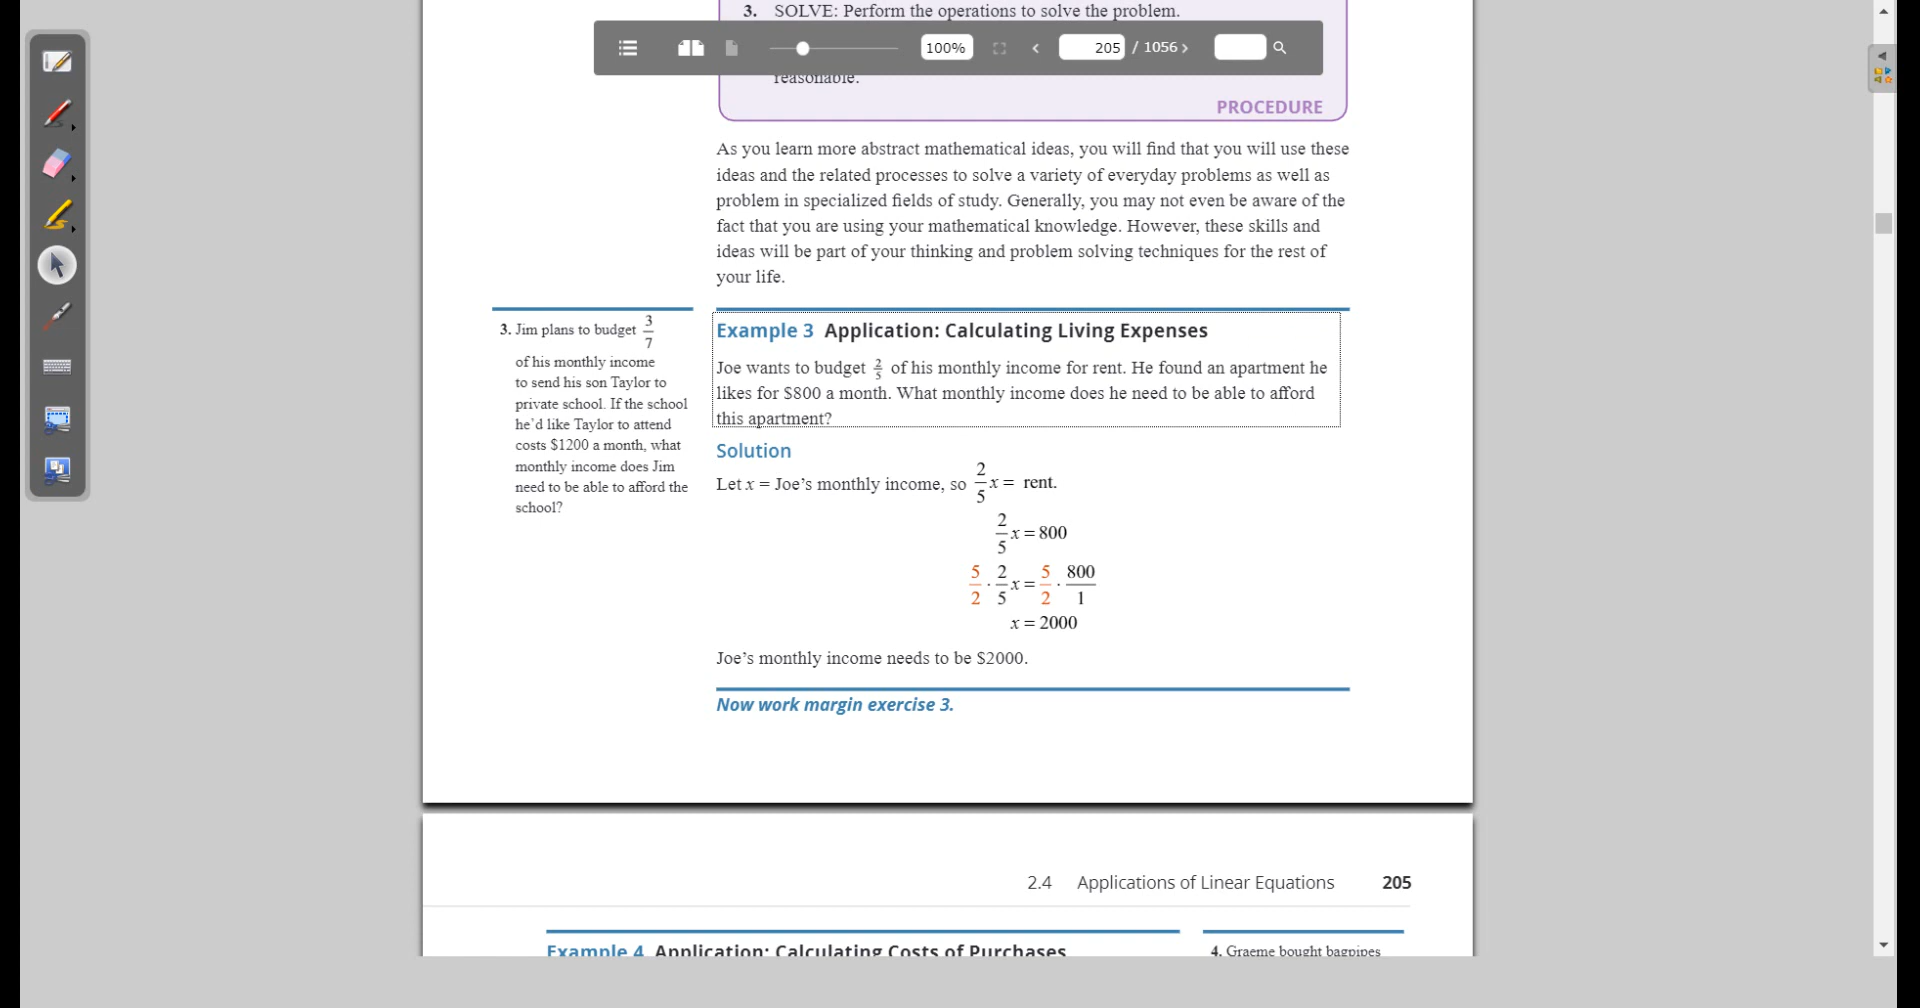 3. SOLVE: Perform the operations to solve the problem.
100% 205 / 1056
reasonable.
PROCEDURE
As you learn more abstract mathematical ideas, you will find that you will use these
ideas and the related processes to solve a variety of everyday problems as well as
problem in specialized fields of study. Generally, you may not even be aware of the
fact that you are using your mathematical knowledge. However, these skills and
ideas will be part of your thinking and problem solving techniques for the rest of
your life.
3. Jim plans to budget 3/7
of his monthly income
to send his son Taylor to
private school. If the school
he'd like Taylor to attend
costs $1200 a month, what
monthly income does Jim
need to be able to afford the
school?
Example 3 Application: Calculating Living Expenses
Joe wants to budget 2/5 of his monthly income for rent. He found an apartment he
likes for $800 a month. What monthly income does he need to be able to afford
this apartment?
Solution
Let x = Joe's monthly income, so 2/5 x = rent.
2/5 x = 800
5/2 · 2/5 x = 5/2 · 800/1
x = 2000
Joe's monthly income needs to be $2000.
Now work margin exercise 3.
2.4 Applications of Linear Equations 205
Example 4 Application: Calculating Costs of Purchases
4. Graeme bought bagpipes